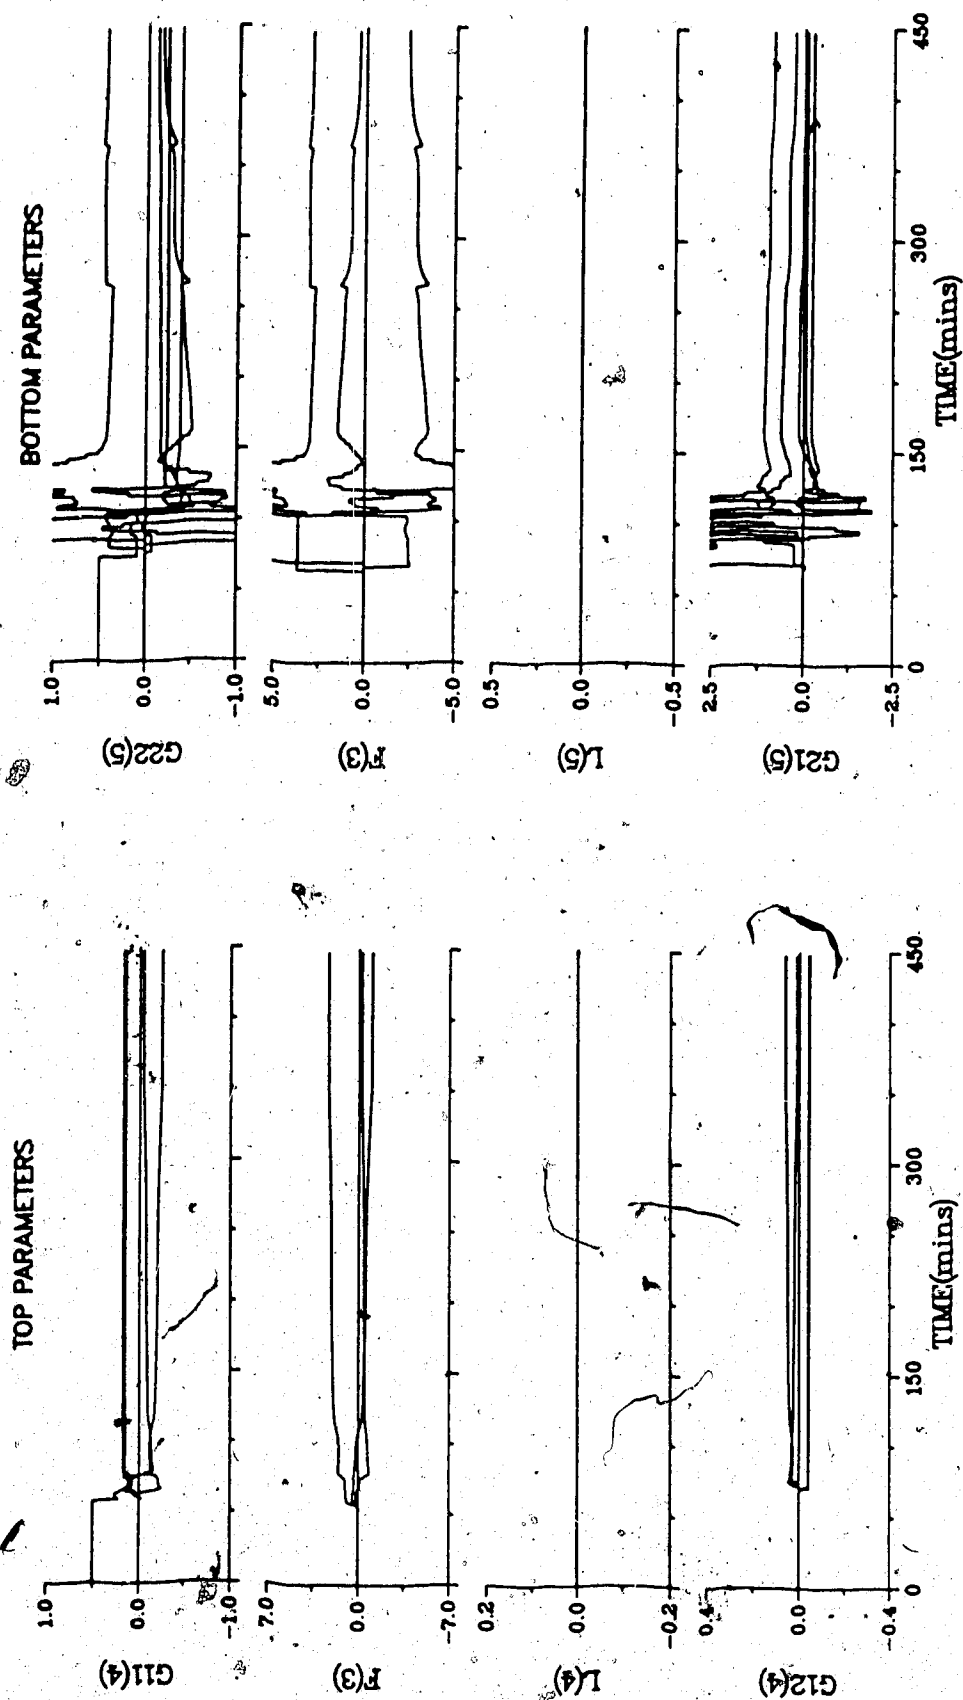 TOP PARAMETERS
G11(4)
1.0
0.0
-1.0
F(3)
7.0
0.0
-7.0
L(4)
0.2
0.0
-0.2
G12(4)
0.4
0.0
-0.4
0
150
300
450
TIME(mins)
BOTTOM PARAMETERS
G22(5)
1.0
0.0
-1.0
F(3)
5.0
0.0
-5.0
L(5)
0.5
0.0
-0.5
G21(5)
2.5
0.0
-2.5
0
150
300
450
TIME(mins)